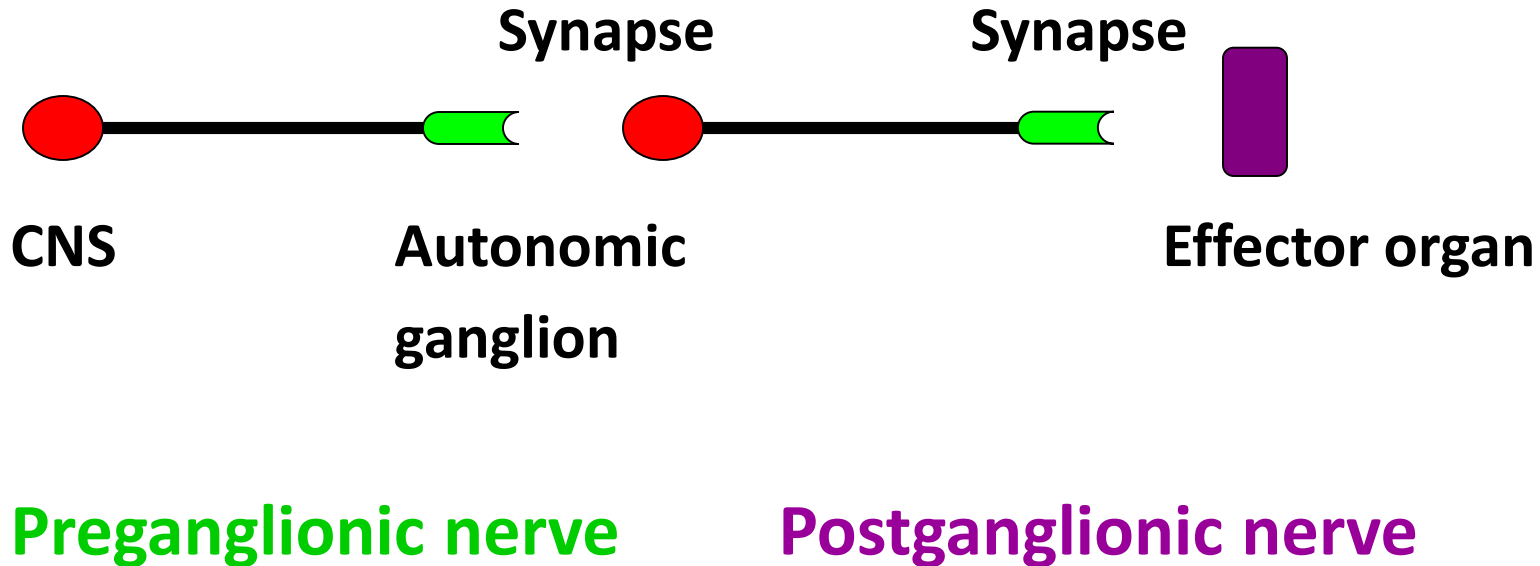 Synapse Synapse
CNS Autonomic Effector organ
ganglion
Preganglionic nerve Postganglionic nerve